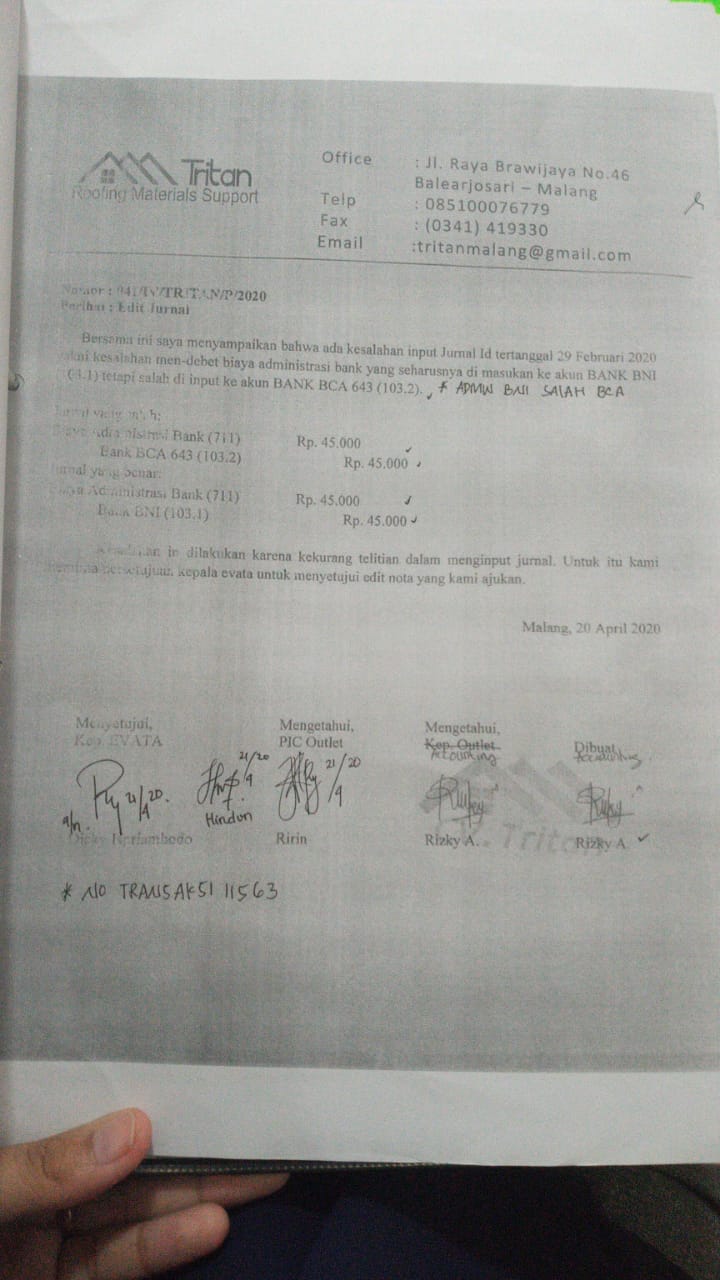 Tritan
Roofing Materials Support
Office : Jl. Raya Brawijaya No.46
Balearjosari – Malang
Telp : 085100076779
Fax : (0341) 419330
Email :tritanmalang@gmail.com
Nomor : 041/IV/TRITAN/P/2020
Perihal : Edit Jurnal
Bersama ini saya menyampaikan bahwa ada kesalahan input Jurnal Id tertanggal 29 Februari 2020
yakni kesalahan men-debet biaya administrasi bank yang seharusnya di masukan ke akun BANK BNI
tetapi salah di input ke akun BANK BCA 643 (103.2). * ADMIN BNI SALAH BCA
Jurnal yang salah:
Biaya Administrasi Bank (711) Rp. 45.000
Bank BCA 643 (103.2) Rp. 45.000
Jurnal yang benar:
Biaya Administrasi Bank (711) Rp. 45.000
Bank BNI (103.1) Rp. 45.000
Kesalahan ini dilakukan karena kekurang telitian dalam menginput jurnal. Untuk itu kami
meminta persetujuan kepala evata untuk menyetujui edit nota yang kami ajukan.
Malang, 20 April 2020
Menyetujui, Mengetahui, Mengetahui,
Kep. EVATA PIC Outlet Kep. Outlet Dibuat,
Accounting Accounting
21/4 20. 21/20 4 21/20 4
a/n. Hindun
Dicky Npriambodo Ririn Rizky A. Rizky A
Tritan
* NO TRANSAKSI 11563